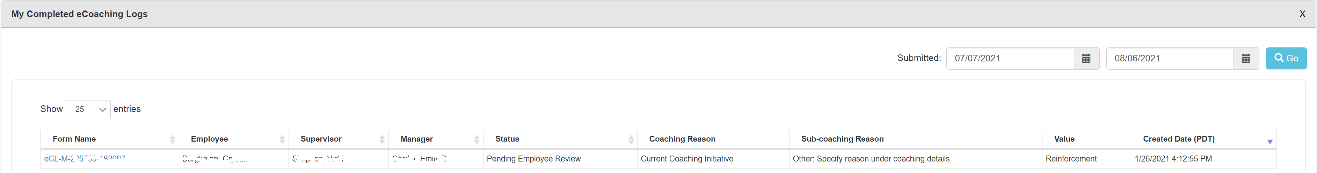 My Completed eCoaching Logs X
Submitted: 07/07/2021 08/06/2021 Go
Show 25 entries
Form Name Employee Supervisor Manager Status Coaching Reason Sub-coaching Reason Value Created Date (PDT)
Pending Employee Review Current Coaching Initiative Other: Specify reason under coaching details. Reinforcement 1/26/2021 4:12:55 PM